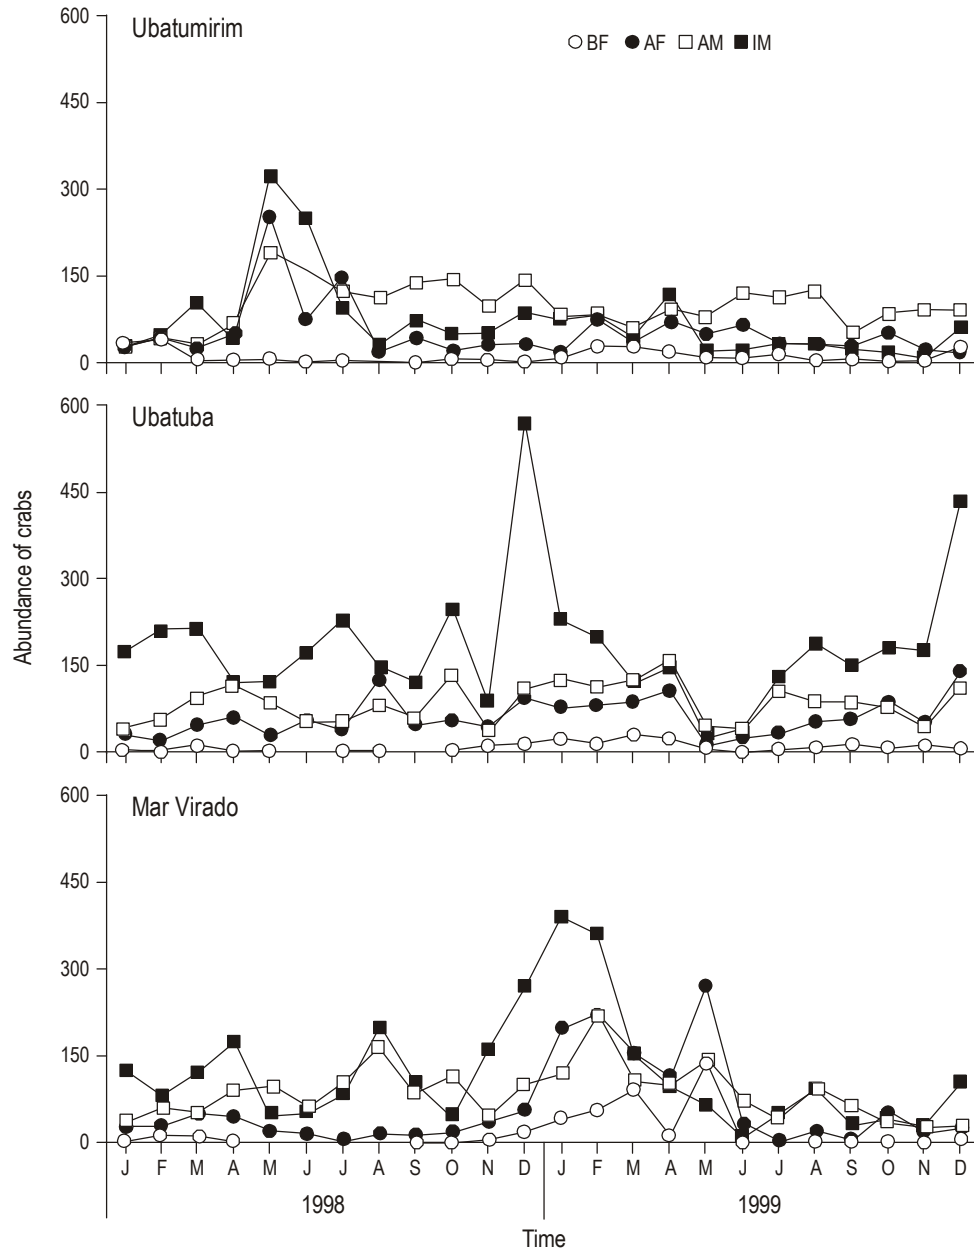 600
Ubatumirim
BF AF AM IM
450
300
150
0
600
Ubatuba
450
300
150
0
Abundance of crabs
600
Mar Virado
450
300
150
0
J F M A M J J A S O N D J F M A M J J A S O N D
1998 1999
Time